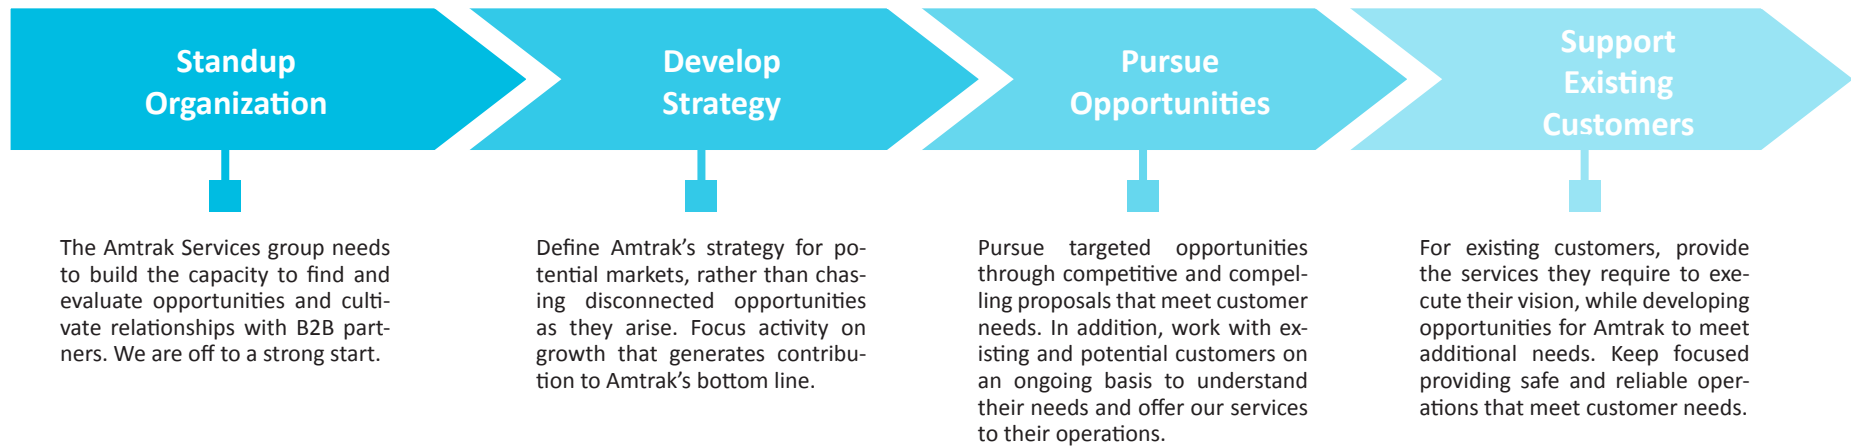 Standup
Organization
Develop
Strategy
Pursue
Opportunities
Support
Existing
Customers
The Amtrak Services group needs
to build the capacity to find and
evaluate opportunities and culti-
vate relationships with B2B part-
ners. We are off to a strong start.
Define Amtrak’s strategy for po-
tential markets, rather than chas-
ing disconnected opportunities
as they arise. Focus activity on
growth that generates contribu-
tion to Amtrak’s bottom line.
Pursue targeted opportunities
through competitive and compel-
ling proposals that meet customer
needs. In addition, work with ex-
isting and potential customers on
an ongoing basis to understand
their needs and offer our services
to their operations.
For existing customers, provide
the services they require to exe-
cute their vision, while developing
opportunities for Amtrak to meet
additional needs. Keep focused
providing safe and reliable oper-
ations that meet customer needs.